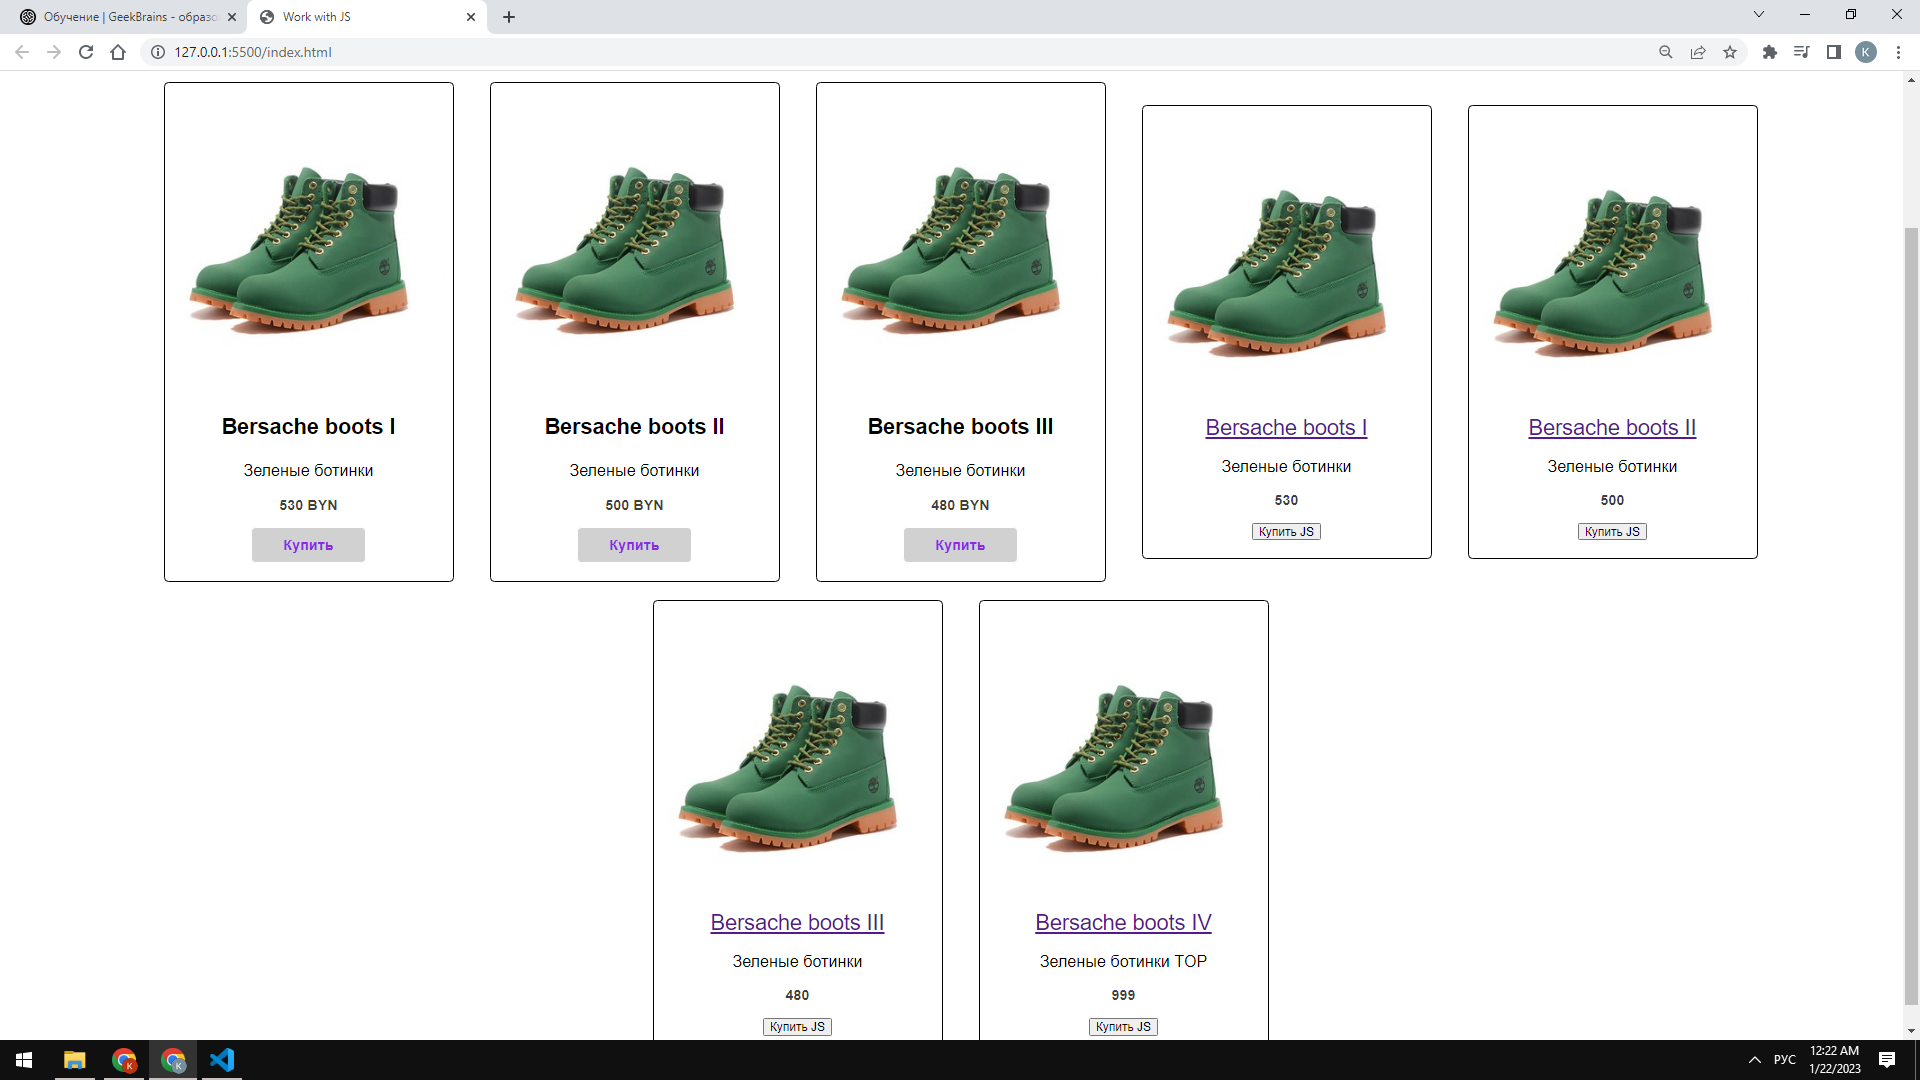 Обучение | GeekBrains - образо
Work with JS
127.0.0.1:5500/index.html
K
Bersache boots I
Зеленые ботинки
530 BYN
Купить
Bersache boots II
Зеленые ботинки
500 BYN
Купить
Bersache boots III
Зеленые ботинки
480 BYN
Купить
Bersache boots I
Зеленые ботинки
530
Купить JS
Bersache boots II
Зеленые ботинки
500
Купить JS
Bersache boots III
Зеленые ботинки
480
Купить JS
Bersache boots IV
Зеленые ботинки TOP
999
Купить JS
K
K
РУС
12:22 AM
1/22/2023